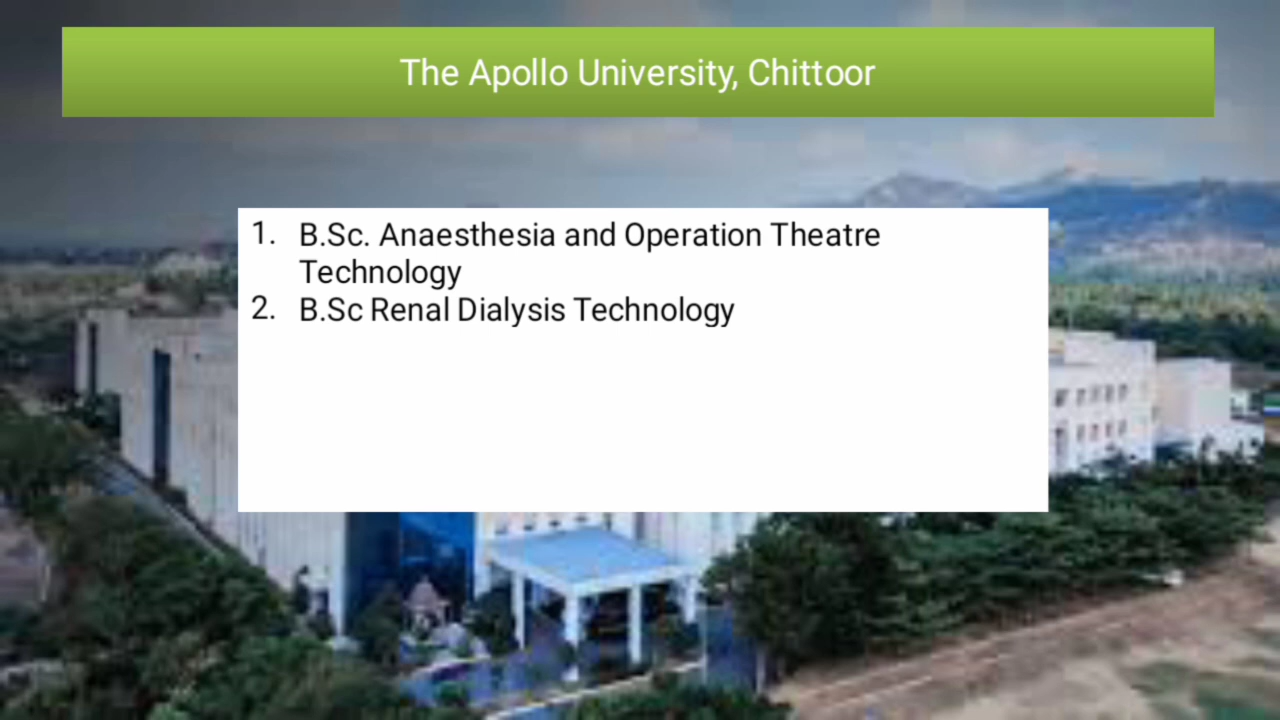 The Apollo University, Chittoor
1. B.Sc. Anaesthesia and Operation Theatre
Technology
2. B.Sc Renal Dialysis Technology